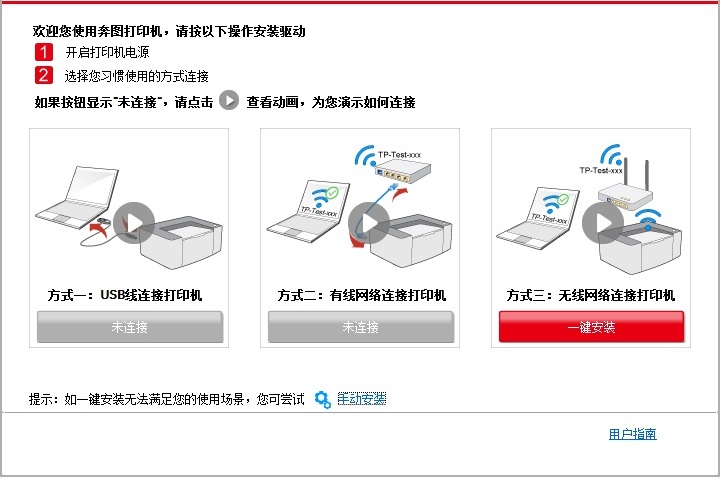 欢迎您使用奔图打印机，请按以下操作安装驱动
1 开启打印机电源
2 选择您习惯使用的方式连接
如果按钮显示"未连接"，请点击 查看动画，为您演示如何连接
TP-Test-xxx
TP-Test-xxx
TP-Test-xxx
TP-Test-xxx
方式一：USB线连接打印机
方式二：有线网络连接打印机
方式三：无线网络连接打印机
未连接
未连接
一键安装
提示：如一键安装无法满足您的使用场景，您可尝试 手动安装
用户指南